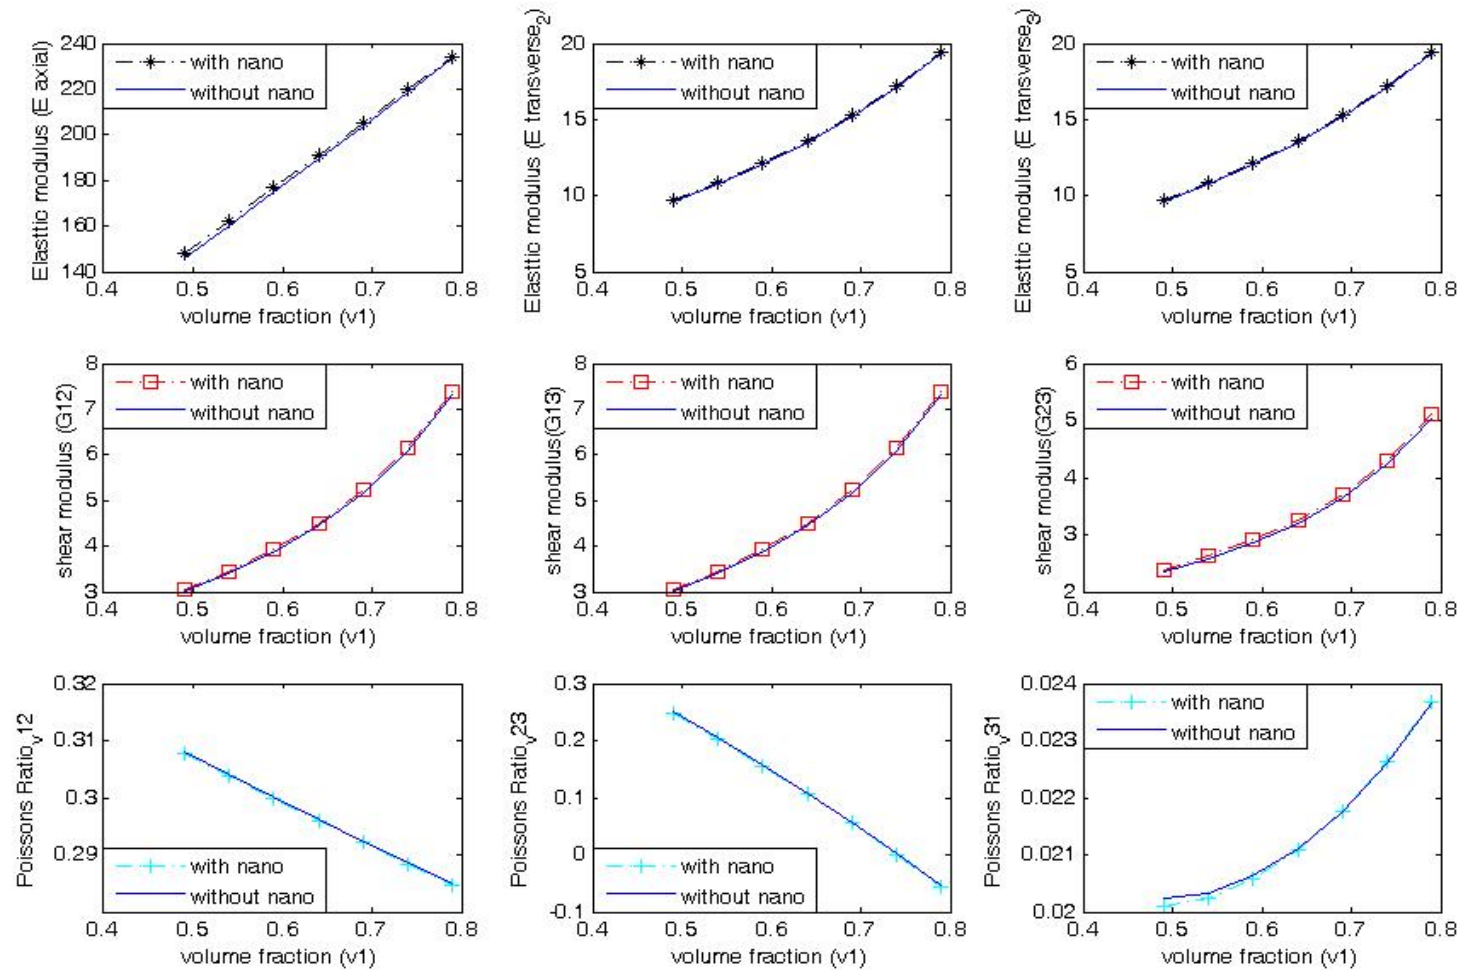 240
220
200
180
160
140
0.4
0.5
0.6
0.7
0.8
Elasttic modulus (E axial)
volume fraction (v1)
with nano
without nano
20
15
10
5
0.4
0.5
0.6
0.7
0.8
Elasttic modulus (E transverse2)
volume fraction (v1)
with nano
without nano
20
15
10
5
0.4
0.5
0.6
0.7
0.8
Elasttic modulus (E transverse3)
volume fraction (v1)
with nano
without nano
8
7
6
5
4
3
0.4
0.5
0.6
0.7
0.8
shear modulus (G12)
volume fraction (v1)
with nano
without nano
8
7
6
5
4
3
0.4
0.5
0.6
0.7
0.8
shear modulus(G13)
volume fraction (v1)
with nano
without nano
6
5
4
3
2
0.4
0.5
0.6
0.7
0.8
shear modulus(G23)
volume fraction (v1)
with nano
without nano
0.32
0.31
0.3
0.29
0.4
0.5
0.6
0.7
0.8
Poissons Ratiov12
volume fraction (v1)
with nano
without nano
0.3
0.2
0.1
0
-0.1
0.4
0.5
0.6
0.7
0.8
Poissons Ratiov23
volume fraction (v1)
with nano
without nano
0.024
0.023
0.022
0.021
0.02
0.4
0.5
0.6
0.7
0.8
Poissons Ratiov31
volume fraction (v1)
with nano
without nano